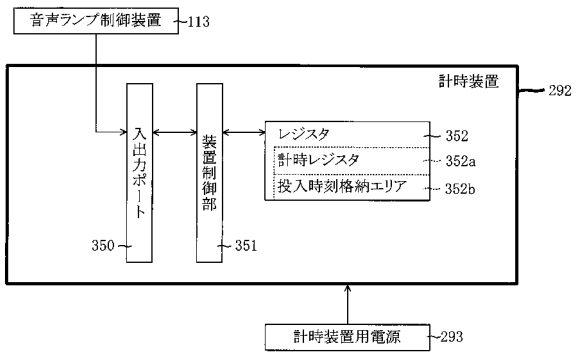 音声ランプ制御装置
113
計時装置
292
入出力ポート
350
装置制御部
351
レジスタ
352
計時レジスタ
352a
投入時刻格納エリア
352b
計時装置用電源
293